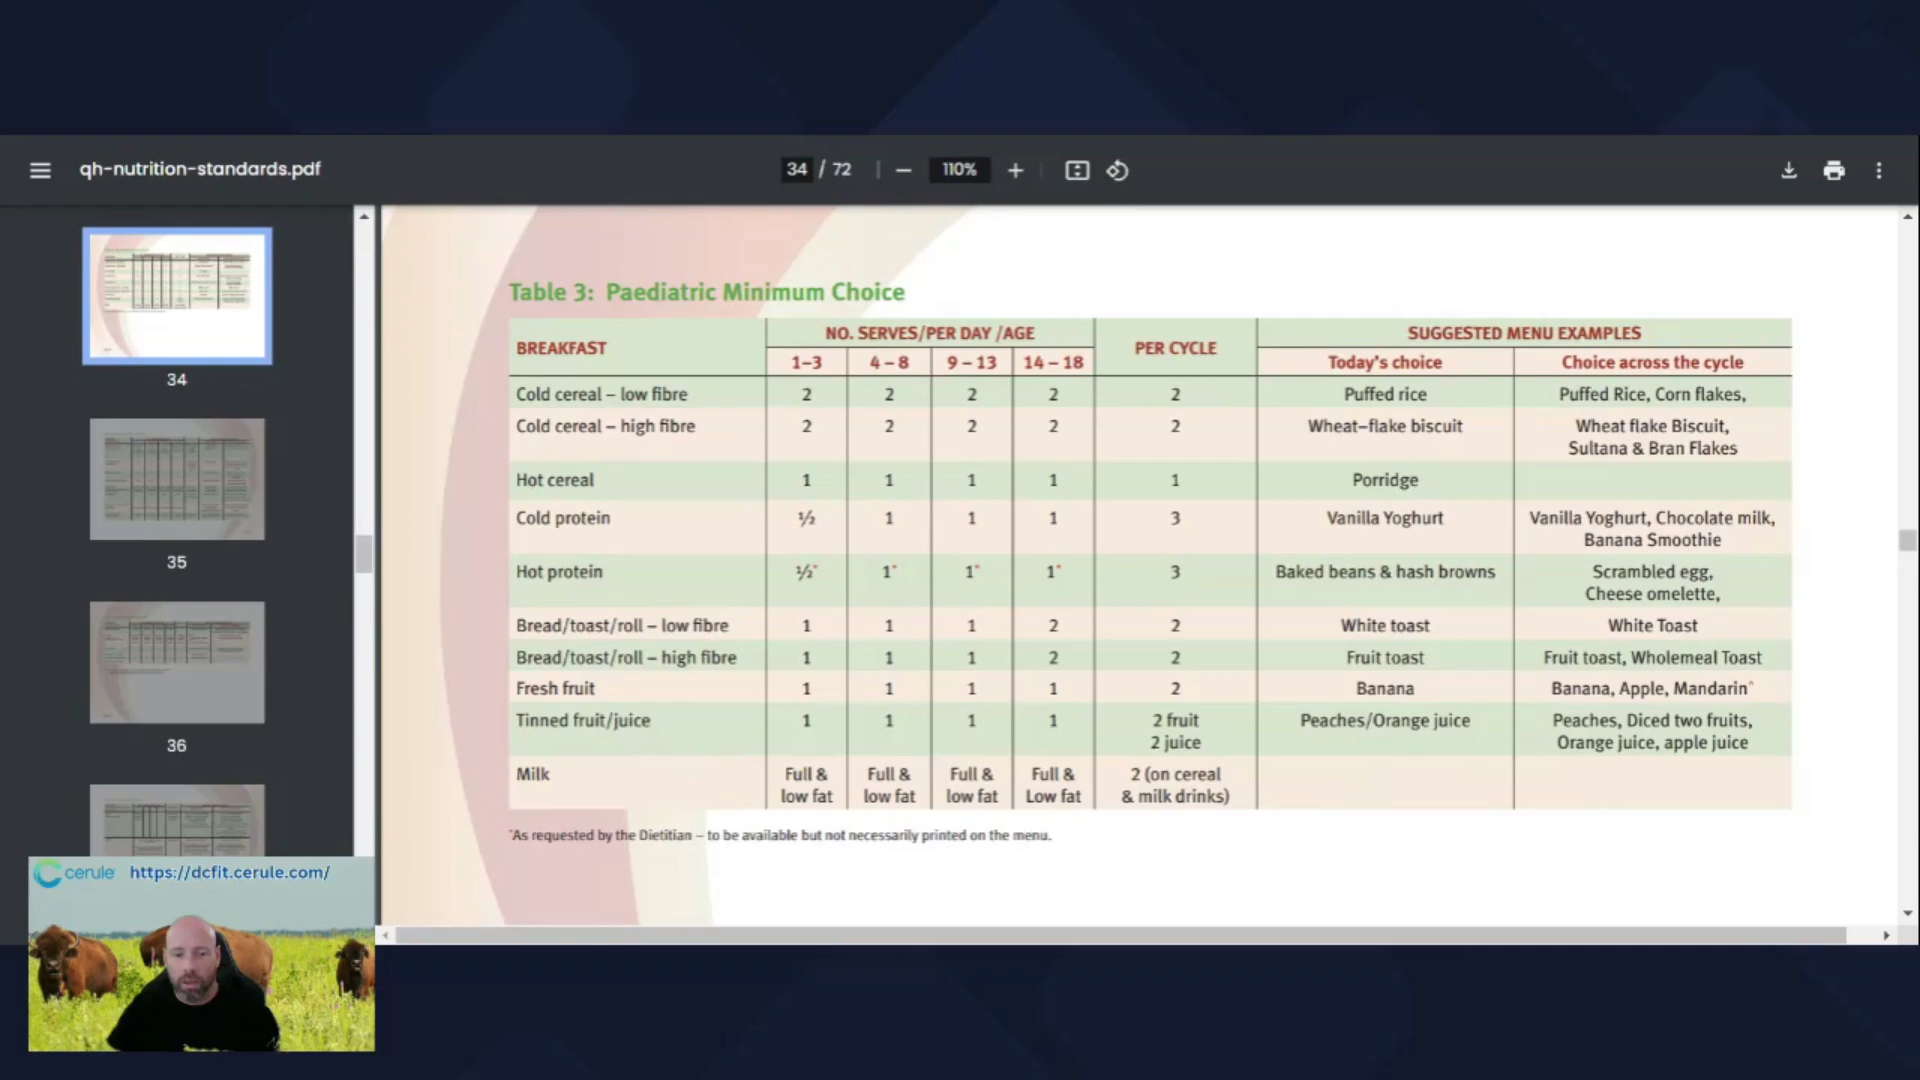 qh-nutrition-standards.pdf
34 / 72
110%
34
35
36
Table 3: Paediatric Minimum Choice
BREAKFAST NO. SERVES/PER DAY /AGE PER CYCLE SUGGESTED MENU EXAMPLES
1–3 4 – 8 9 – 13 14 – 18 Today's choice Choice across the cycle
Cold cereal – low fibre 2 2 2 2 2 Puffed rice Puffed Rice, Corn flakes,
Cold cereal – high fibre 2 2 2 2 2 Wheat–flake biscuit Wheat flake Biscuit,
Sultana & Bran Flakes
Hot cereal 1 1 1 1 1 Porridge
Cold protein ½ 1 1 1 3 Vanilla Yoghurt Vanilla Yoghurt, Chocolate milk,
Banana Smoothie
Hot protein ½* 1* 1* 1* 3 Baked beans & hash browns Scrambled egg,
Cheese omelette,
Bread/toast/roll – low fibre 1 1 1 2 2 White toast White Toast
Bread/toast/roll – high fibre 1 1 1 2 2 Fruit toast Fruit toast, Wholemeal Toast
Fresh fruit 1 1 1 1 2 Banana Banana, Apple, Mandarin^
Tinned fruit/juice 1 1 1 1 2 fruit Peaches/Orange juice Peaches, Diced two fruits,
2 juice Orange juice, apple juice
Milk Full & Full & Full & Full & 2 (on cereal
low fat low fat low fat Low fat & milk drinks)
*As requested by the Dietitian – to be available but not necessarily printed on the menu.
cerule https://dcfit.cerule.com/